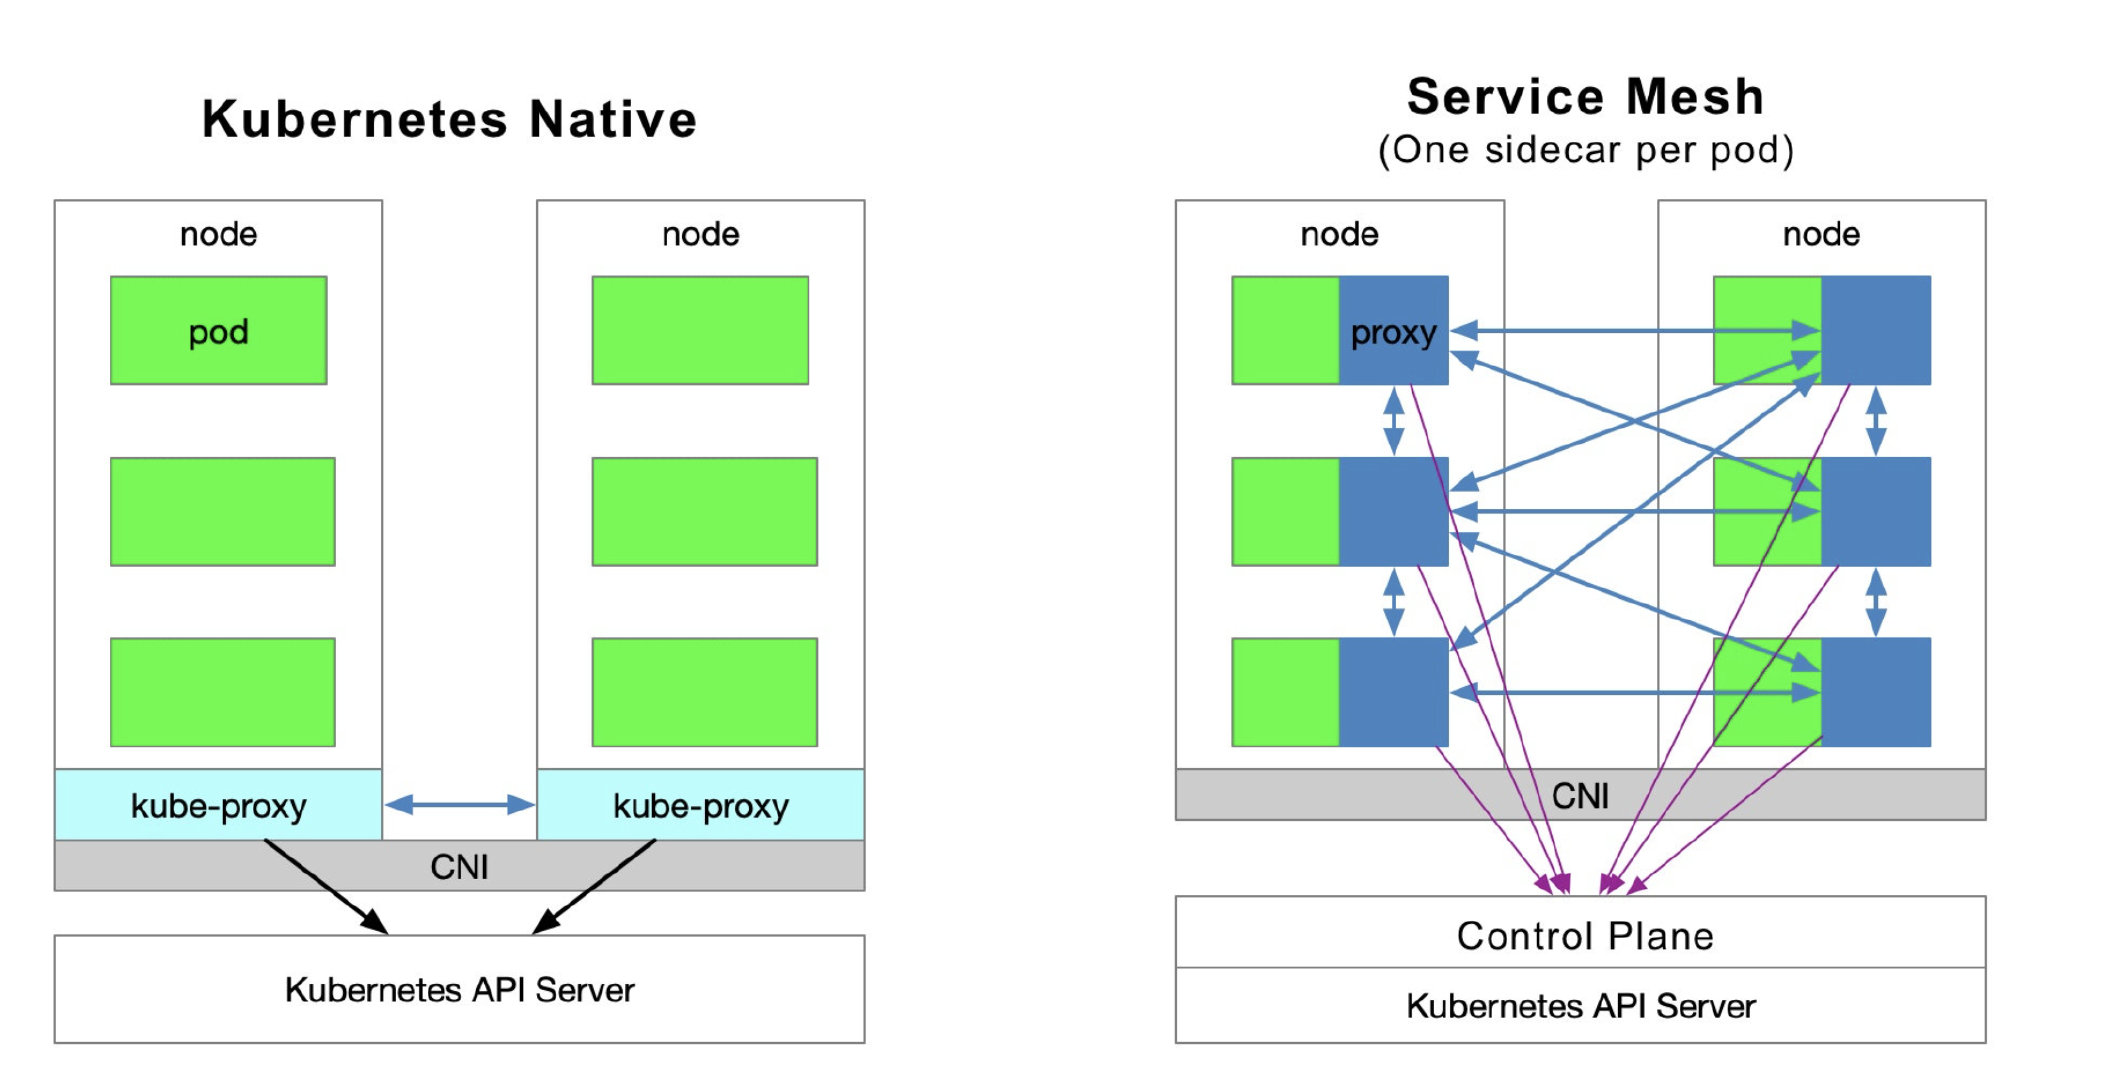 Kubernetes Native
node
node
pod
kube-proxy
kube-proxy
CNI
Kubernetes API Server
Service Mesh
(One sidecar per pod)
node
node
proxy
CNI
Control Plane
Kubernetes API Server